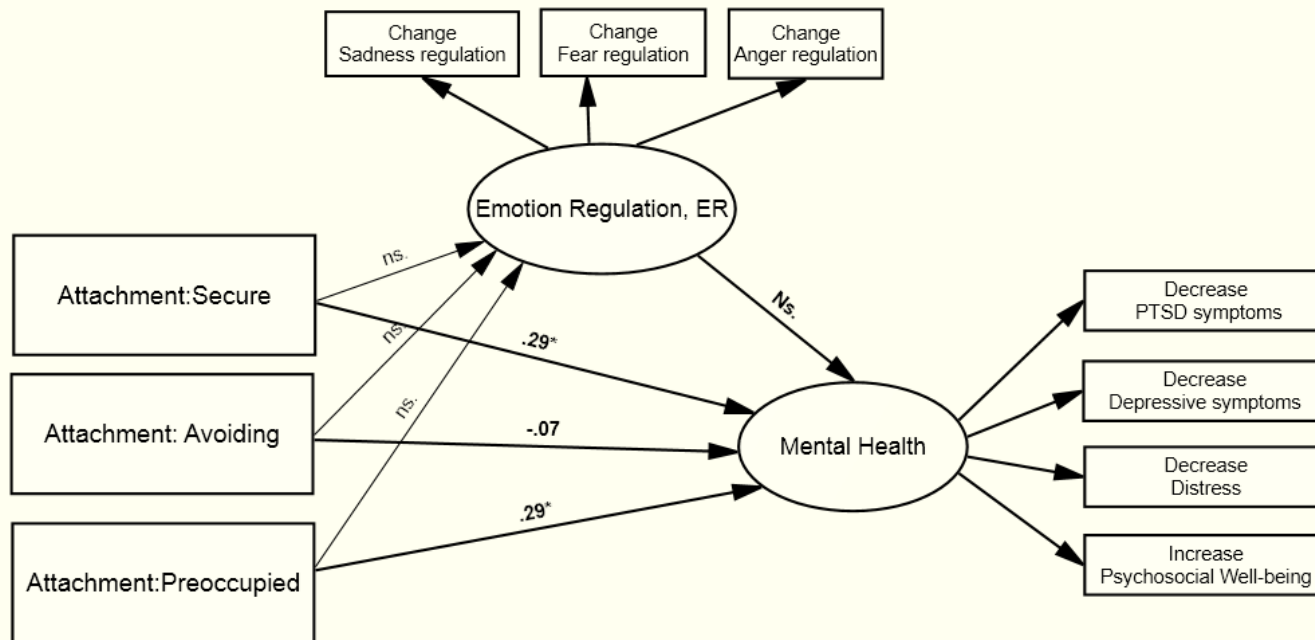 Change
Sadness regulation
Change
Fear regulation
Change
Anger regulation
Emotion Regulation, ER
Attachment:Secure
ns.
.29*
Ns.
Attachment: Avoiding
ns.
-.07
Attachment:Preoccupied
ns.
.29*
Mental Health
Decrease
PTSD symptoms
Decrease
Depressive symptoms
Decrease
Distress
Increase
Psychosocial Well-being